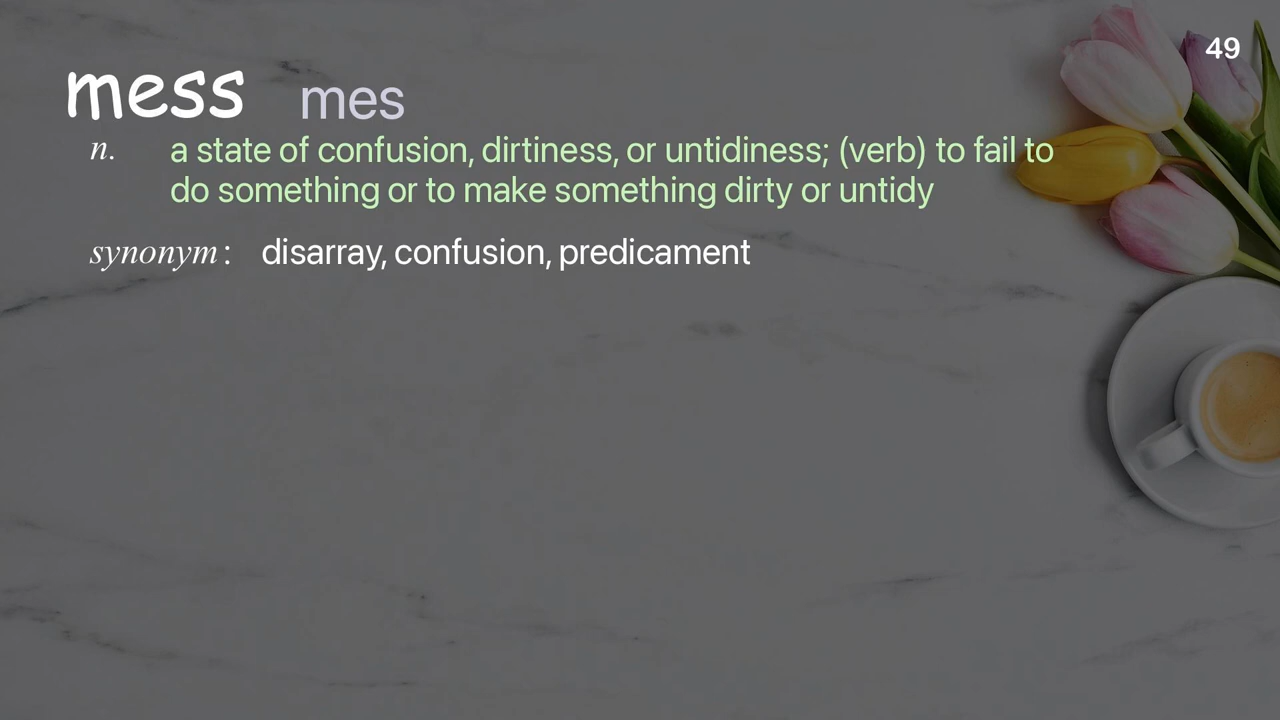 49
mess mes
n. a state of confusion, dirtiness, or untidiness; (verb) to fail to
do something or to make something dirty or untidy
synonym: disarray, confusion, predicament